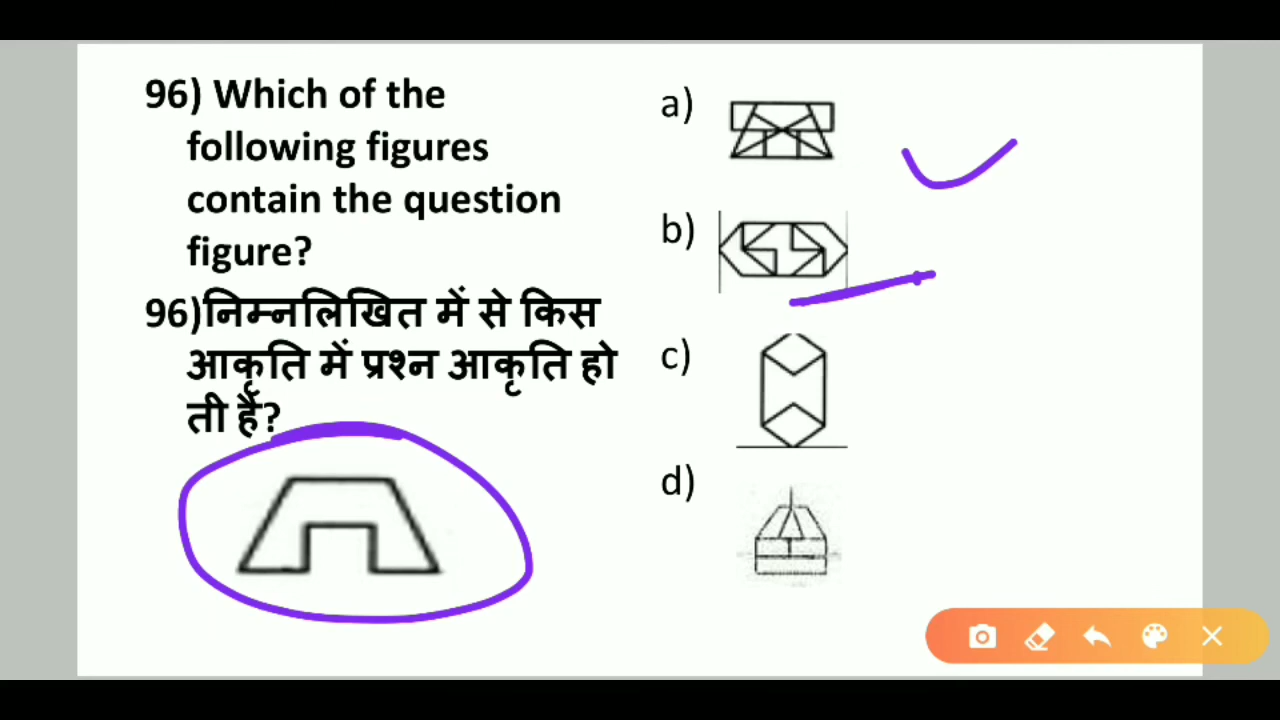 96) Which of the
following figures
contain the question
figure?
96)निम्नलिखित में से किस
आकृति में प्रश्न आकृति हो
ती है?
a)
b)
c)
d)